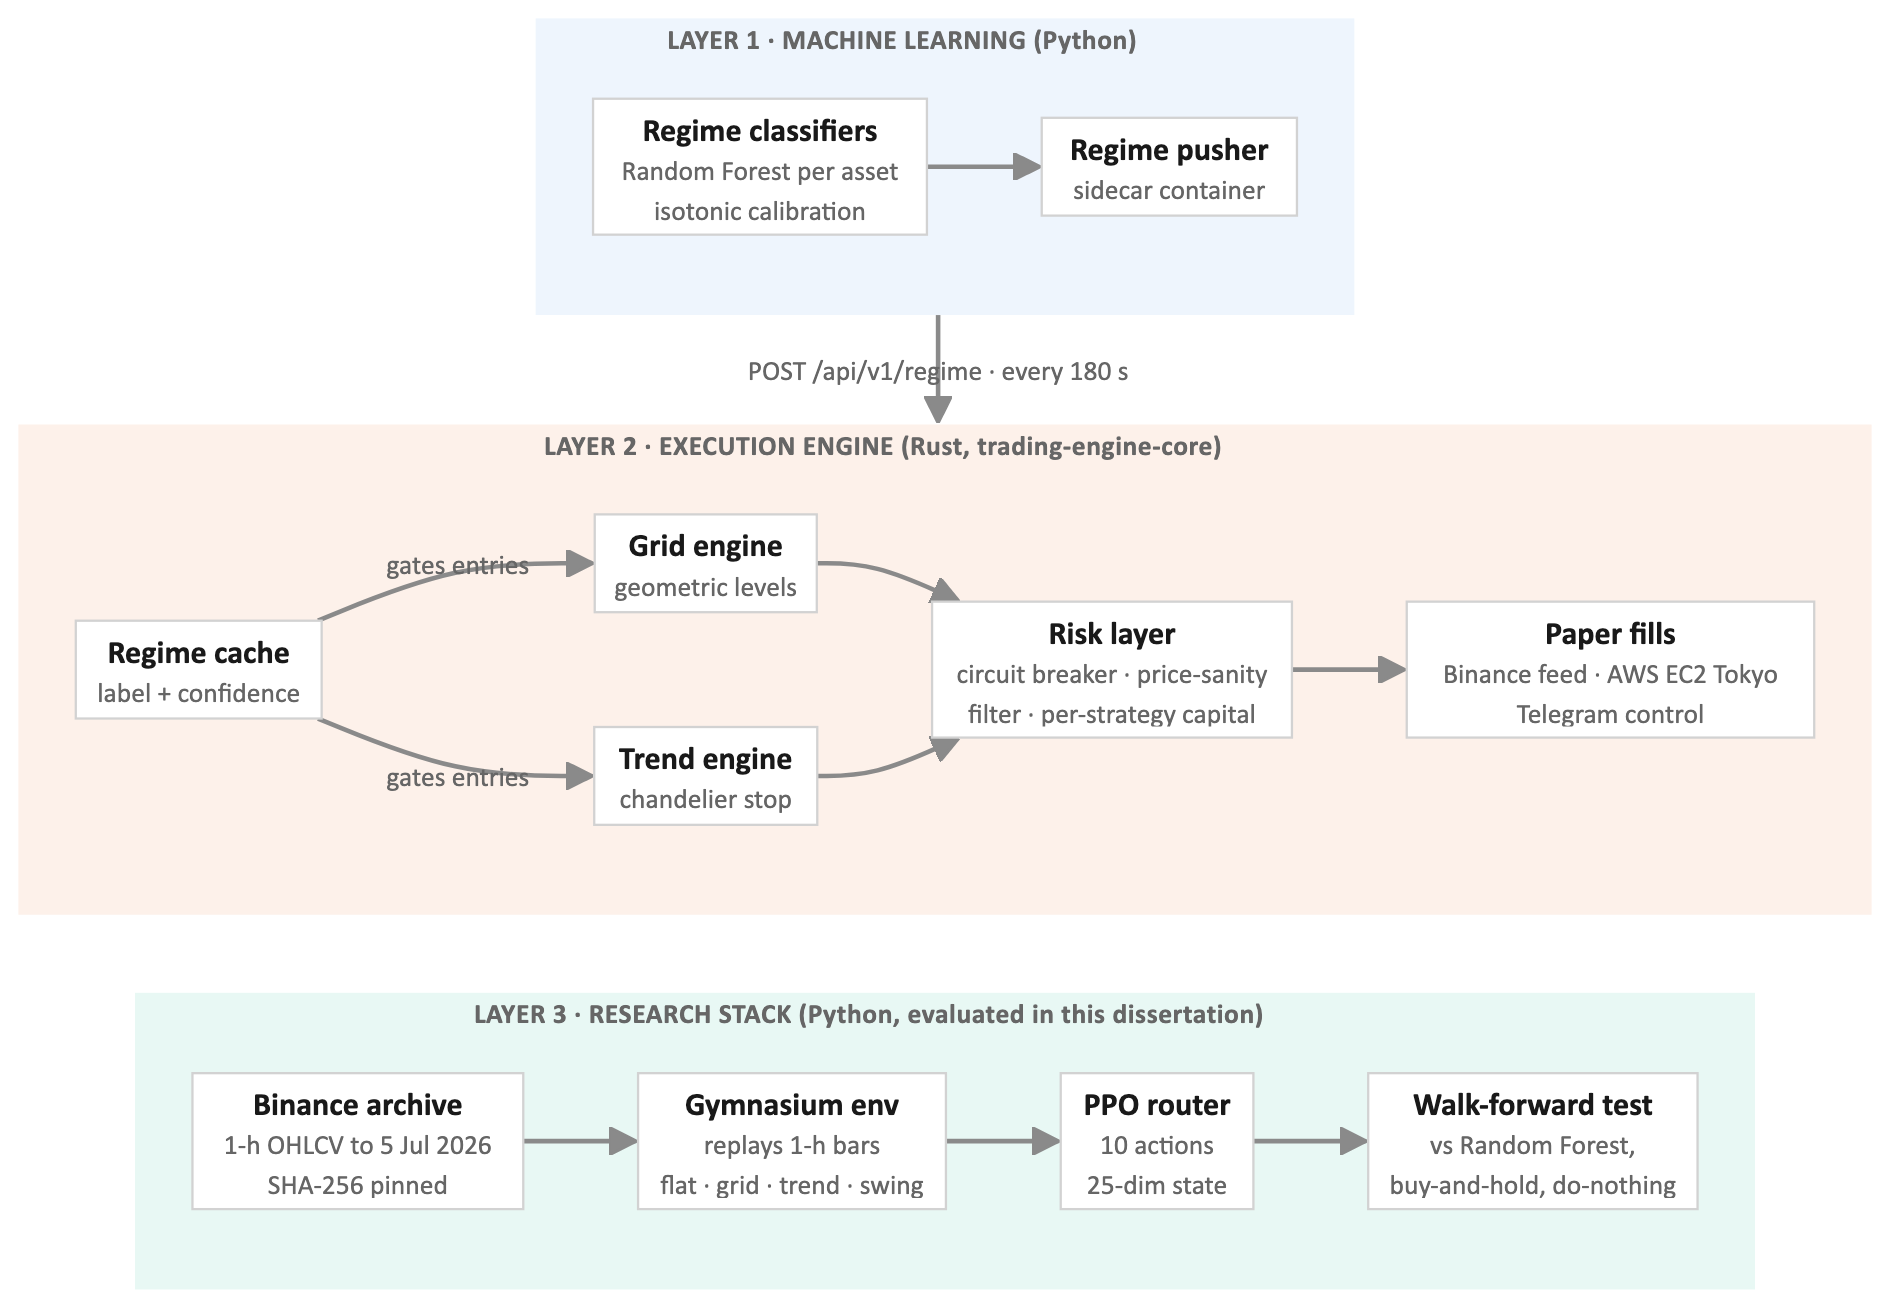 LAYER 1 · MACHINE LEARNING (Python)
Regime classifiers
Random Forest per asset
isotonic calibration
Regime pusher
sidecar container
POST /api/v1/regime · every 180 s
LAYER 2 · EXECUTION ENGINE (Rust, trading-engine-core)
gates entries
Grid engine
geometric levels
Regime cache
label + confidence
Risk layer
circuit breaker · price-sanity
filter · per-strategy capital
Paper fills
Binance feed · AWS EC2 Tokyo
Telegram control
gates entries
Trend engine
chandelier stop
LAYER 3 · RESEARCH STACK (Python, evaluated in this dissertation)
Binance archive
1-h OHLCV to 5 Jul 2026
SHA-256 pinned
Gymnasium env
replays 1-h bars
flat · grid · trend · swing
PPO router
10 actions
25-dim state
Walk-forward test
vs Random Forest,
buy-and-hold, do-nothing